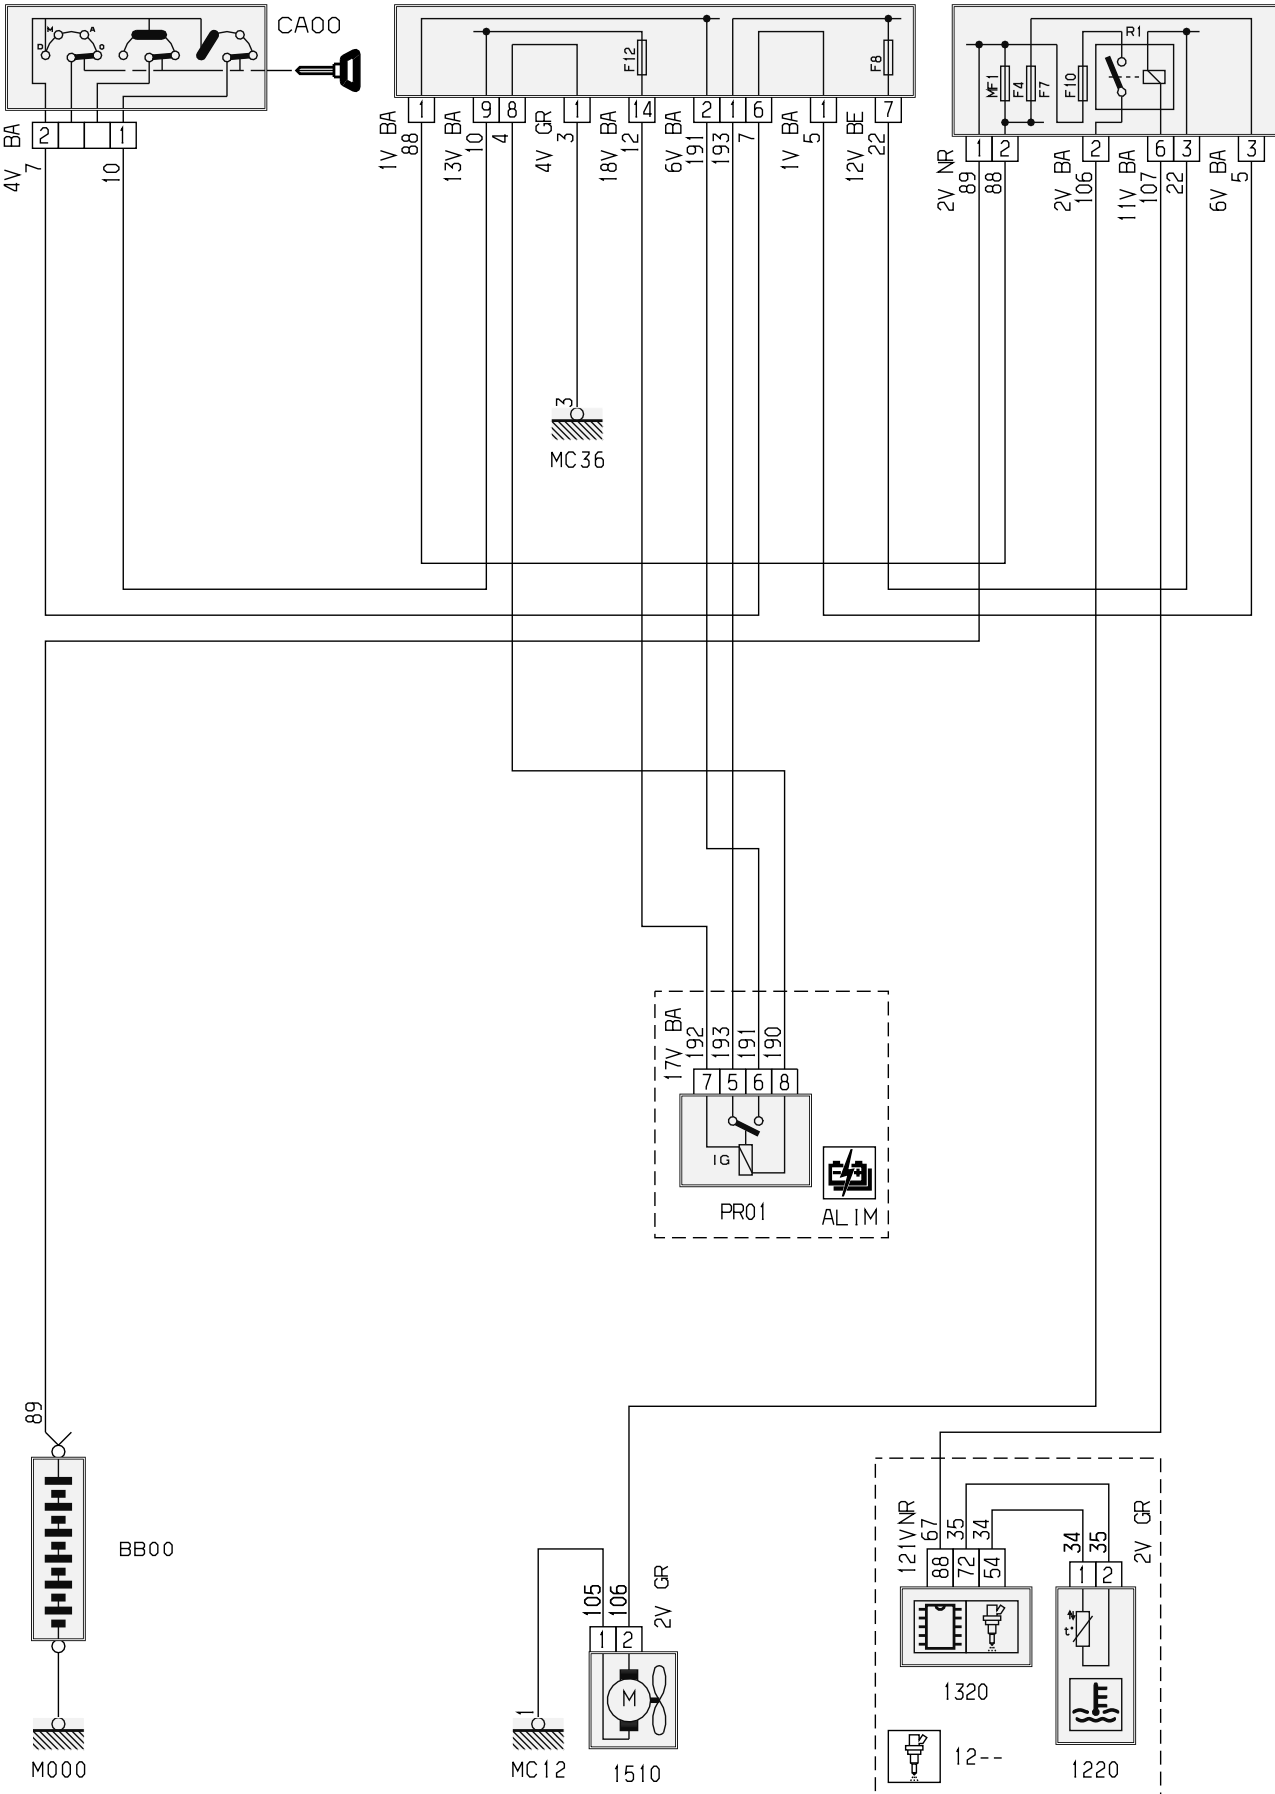 CA00
M A
D O
4V BA
7
2
1
10
F12
F8
1V BA
88
1
13V BA
10
9
4
8
4V GR
3
1
18V BA
12
14
6V BA
191
2
193
1
7
6
1V BA
5
1
12V BE
22
7
MF1
F4
F7
F10
R1
2V NR
89
1
88
2
2V BA
106
2
11V BA
107
6
22
3
6V BA
5
3
3
MC36
17V BA
192
193
191
190
7 5 6 8
IG
PR01
ALIM
89
BB00
M000
1
MC12
105
106
2V GR
1 2
M
1510
121V NR
67
35
34
88
72
54
1320
34
35
2V GR
1 2
t°
1220
12--